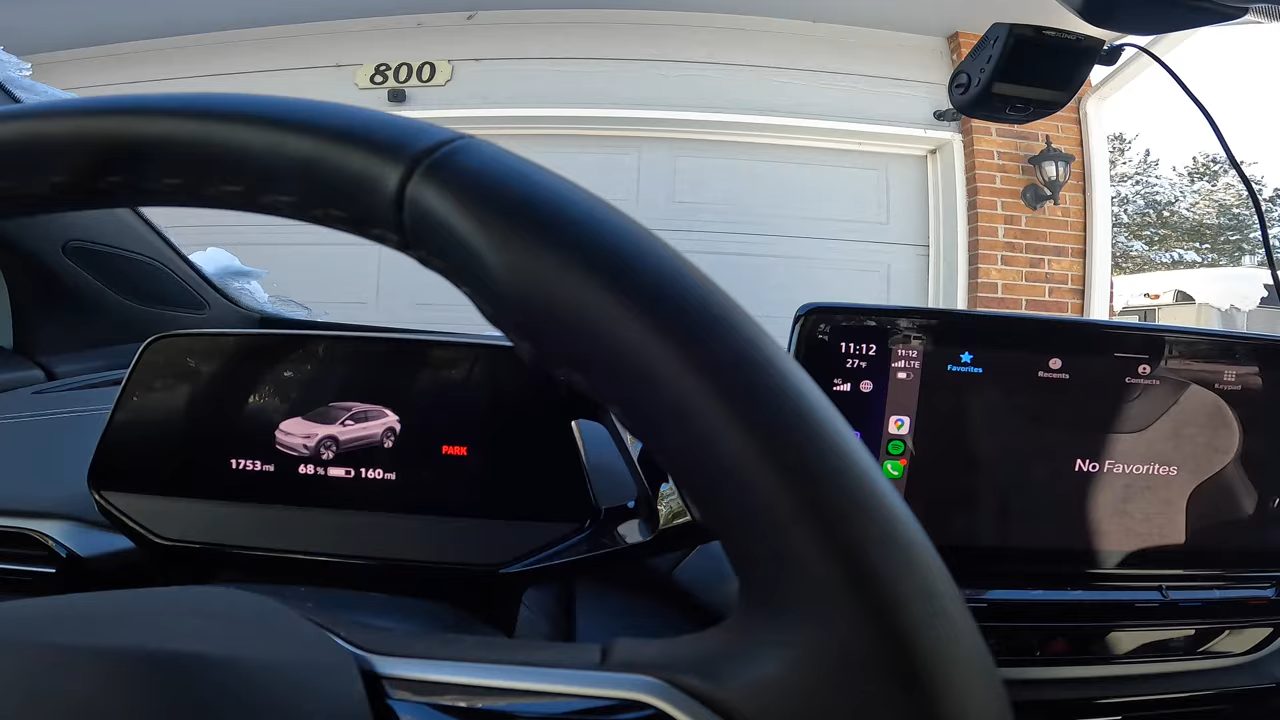 800
REXING
11:12
27°F
4G
11:12
LTE
Favorites
Recents
Contacts
Keypad
No Favorites
1753 mi
68%
160 mi
PARK